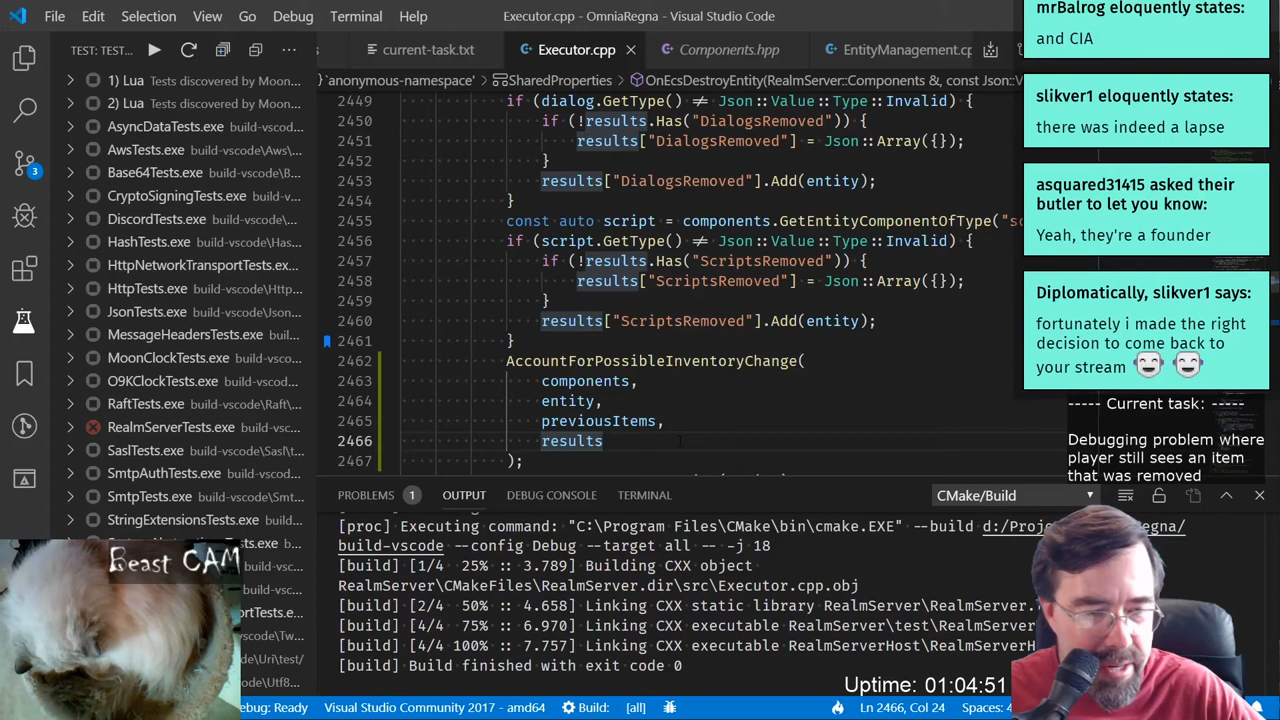 File Edit Selection View Go Debug Terminal Help
Executor.cpp - OmniaRegna - Visual Studio Code
TEST: TEST...
current-task.txt
Executor.cpp
Components.hpp
EntityManagement.cp
`anonymous-namespace' SharedProperties OnEcsDestroyEntity(RealmServer::Components &, const Json::V
1) Lua Tests discovered by Moon
2) Lua Tests discovered by Moon
AsyncDataTests.exe build-vscode
AwsTests.exe build-vscode\Aws\
Base64Tests.exe build-vscode\B
CryptoSigningTests.exe build-vsc
DiscordTests.exe build-vscode\D
HashTests.exe build-vscode\Has
HttpNetworkTransportTests.exe b
HttpTests.exe build-vscode\Http
JsonTests.exe build-vscode\Json
MessageHeadersTests.exe build-v
MoonClockTests.exe build-vscode
O9KClockTests.exe build-vscode\
RaftTests.exe build-vscode\Raft\
RealmServerTests.exe build-vsco
SaslTests.exe build-vscode\Sasl\t
SmtpAuthTests.exe build-vscode
SmtpTests.exe build-vscode\Smt
StringExtensionsTests.exe build-v
2449 if (dialog.GetType() ≠ Json::Value::Type::Invalid) {
2450 if (!results.Has("DialogsRemoved")) {
2451 results["DialogsRemoved"] = Json::Array({});
2452 }
2453 results["DialogsRemoved"].Add(entity);
2454 }
2455 const auto script = components.GetEntityComponentOfType("sc
2456 if (script.GetType() ≠ Json::Value::Type::Invalid) {
2457 if (!results.Has("ScriptsRemoved")) {
2458 results["ScriptsRemoved"] = Json::Array({});
2459 }
2460 results["ScriptsRemoved"].Add(entity);
2461 }
2462 AccountForPossibleInventoryChange(
2463 components,
2464 entity,
2465 previousItems,
2466 results
2467 );
mrBalrog eloquently states:
and CIA
slikver1 eloquently states:
there was indeed a lapse
asquared31415 asked their
butler to let you know:
Yeah, they're a founder
Diplomatically, slikver1 says:
fortunately i made the right
decision to come back to
your stream
----- Current task: -----
Debugging problem where
player still sees an item
that was removed
PROBLEMS 1 OUTPUT DEBUG CONSOLE TERMINAL
CMake/Build
[proc] Executing command: "C:\Program Files\CMake\bin\cmake.EXE" --build d:/Proje
egna/
build-vscode --config Debug --target all -- -j 18
[build] [1/4 25% :: 3.789] Building CXX object
RealmServer\CMakeFiles\RealmServer.dir\src\Executor.cpp.obj
[build] [2/4 50% :: 4.658] Linking CXX static library RealmServer\RealmServer.
[build] [3/4 75% :: 6.970] Linking CXX executable RealmServer\test\RealmServer
[build] [4/4 100% :: 7.757] Linking CXX executable RealmServerHost\RealmServerH
[build] Build finished with exit code 0
Beast CAM
Uptime: 01:04:51
ebug: Ready
Visual Studio Community 2017 - amd64
Build: [all]
Ln 2466, Col 24
Spaces: 4
3